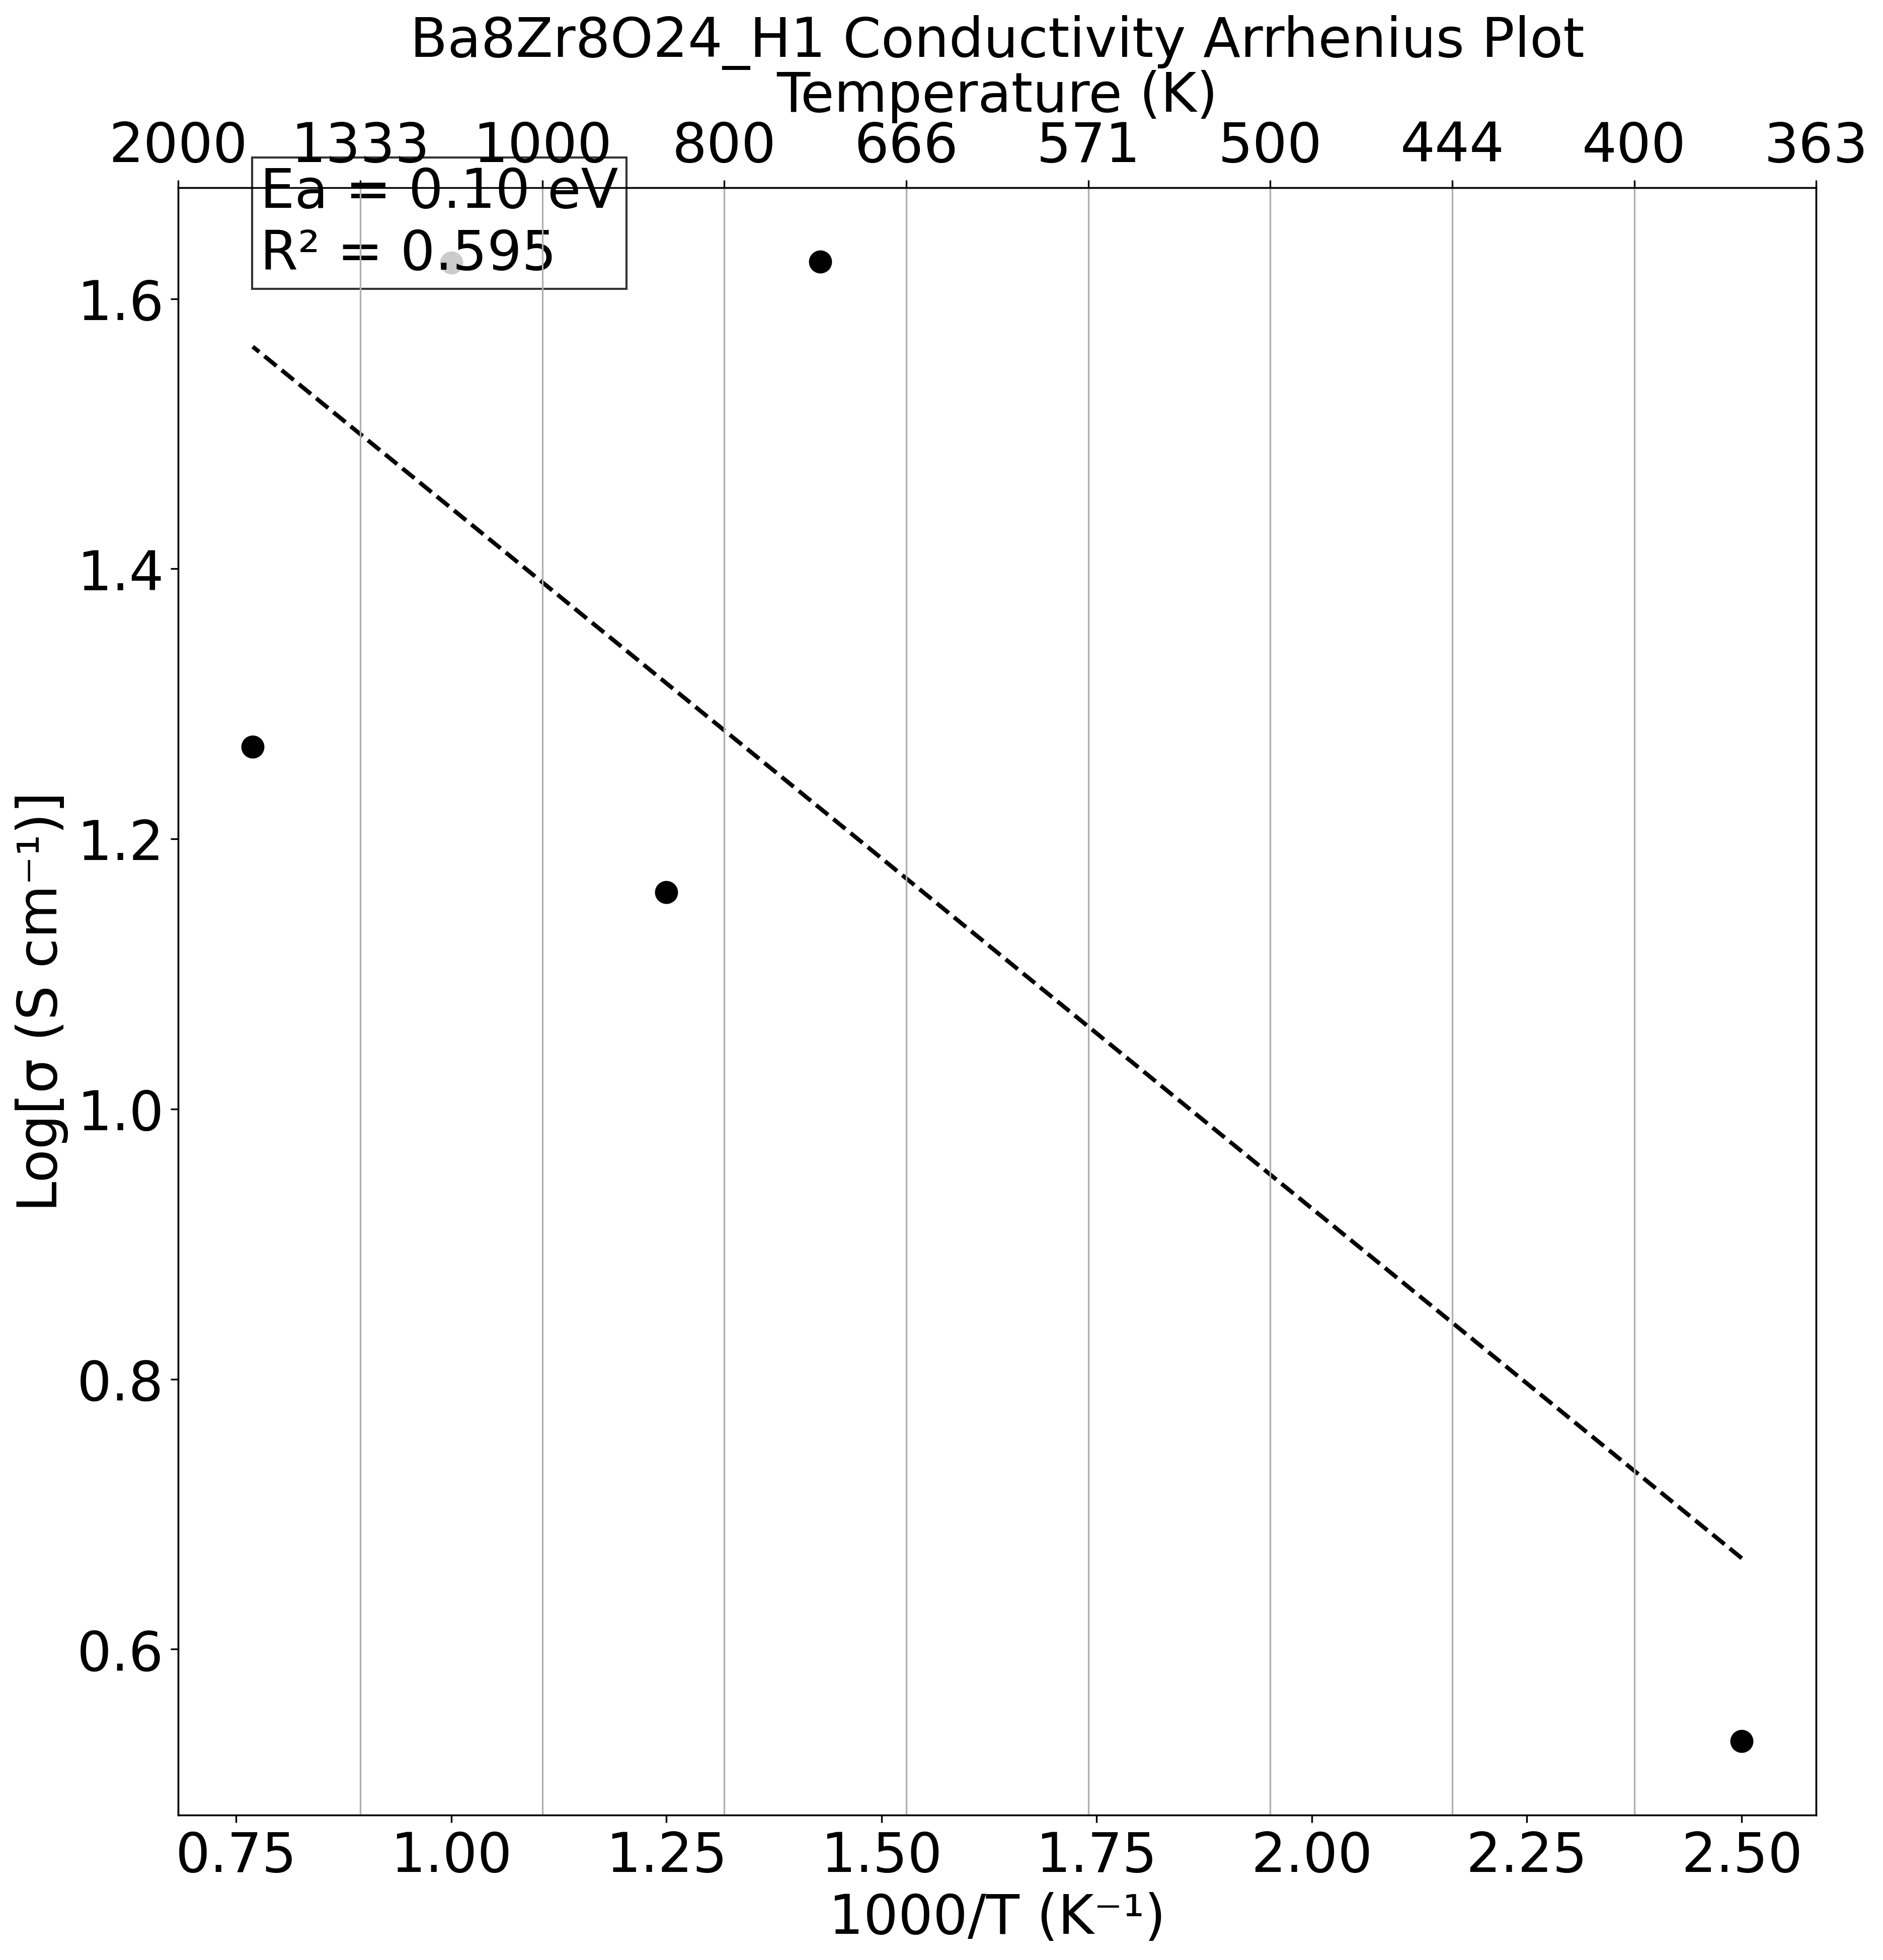 Ba8Zr8O24_H1 Conductivity Arrhenius Plot
Temperature (K)
2000 1333 1000 800 666 571 500 444 400 363
Ea = 0.10 eV
R² = 0.595
1.6
1.4
1.2
1.0
0.8
0.6
Log[σ (S cm⁻¹)]
0.75 1.00 1.25 1.50 1.75 2.00 2.25 2.50
1000/T (K⁻¹)